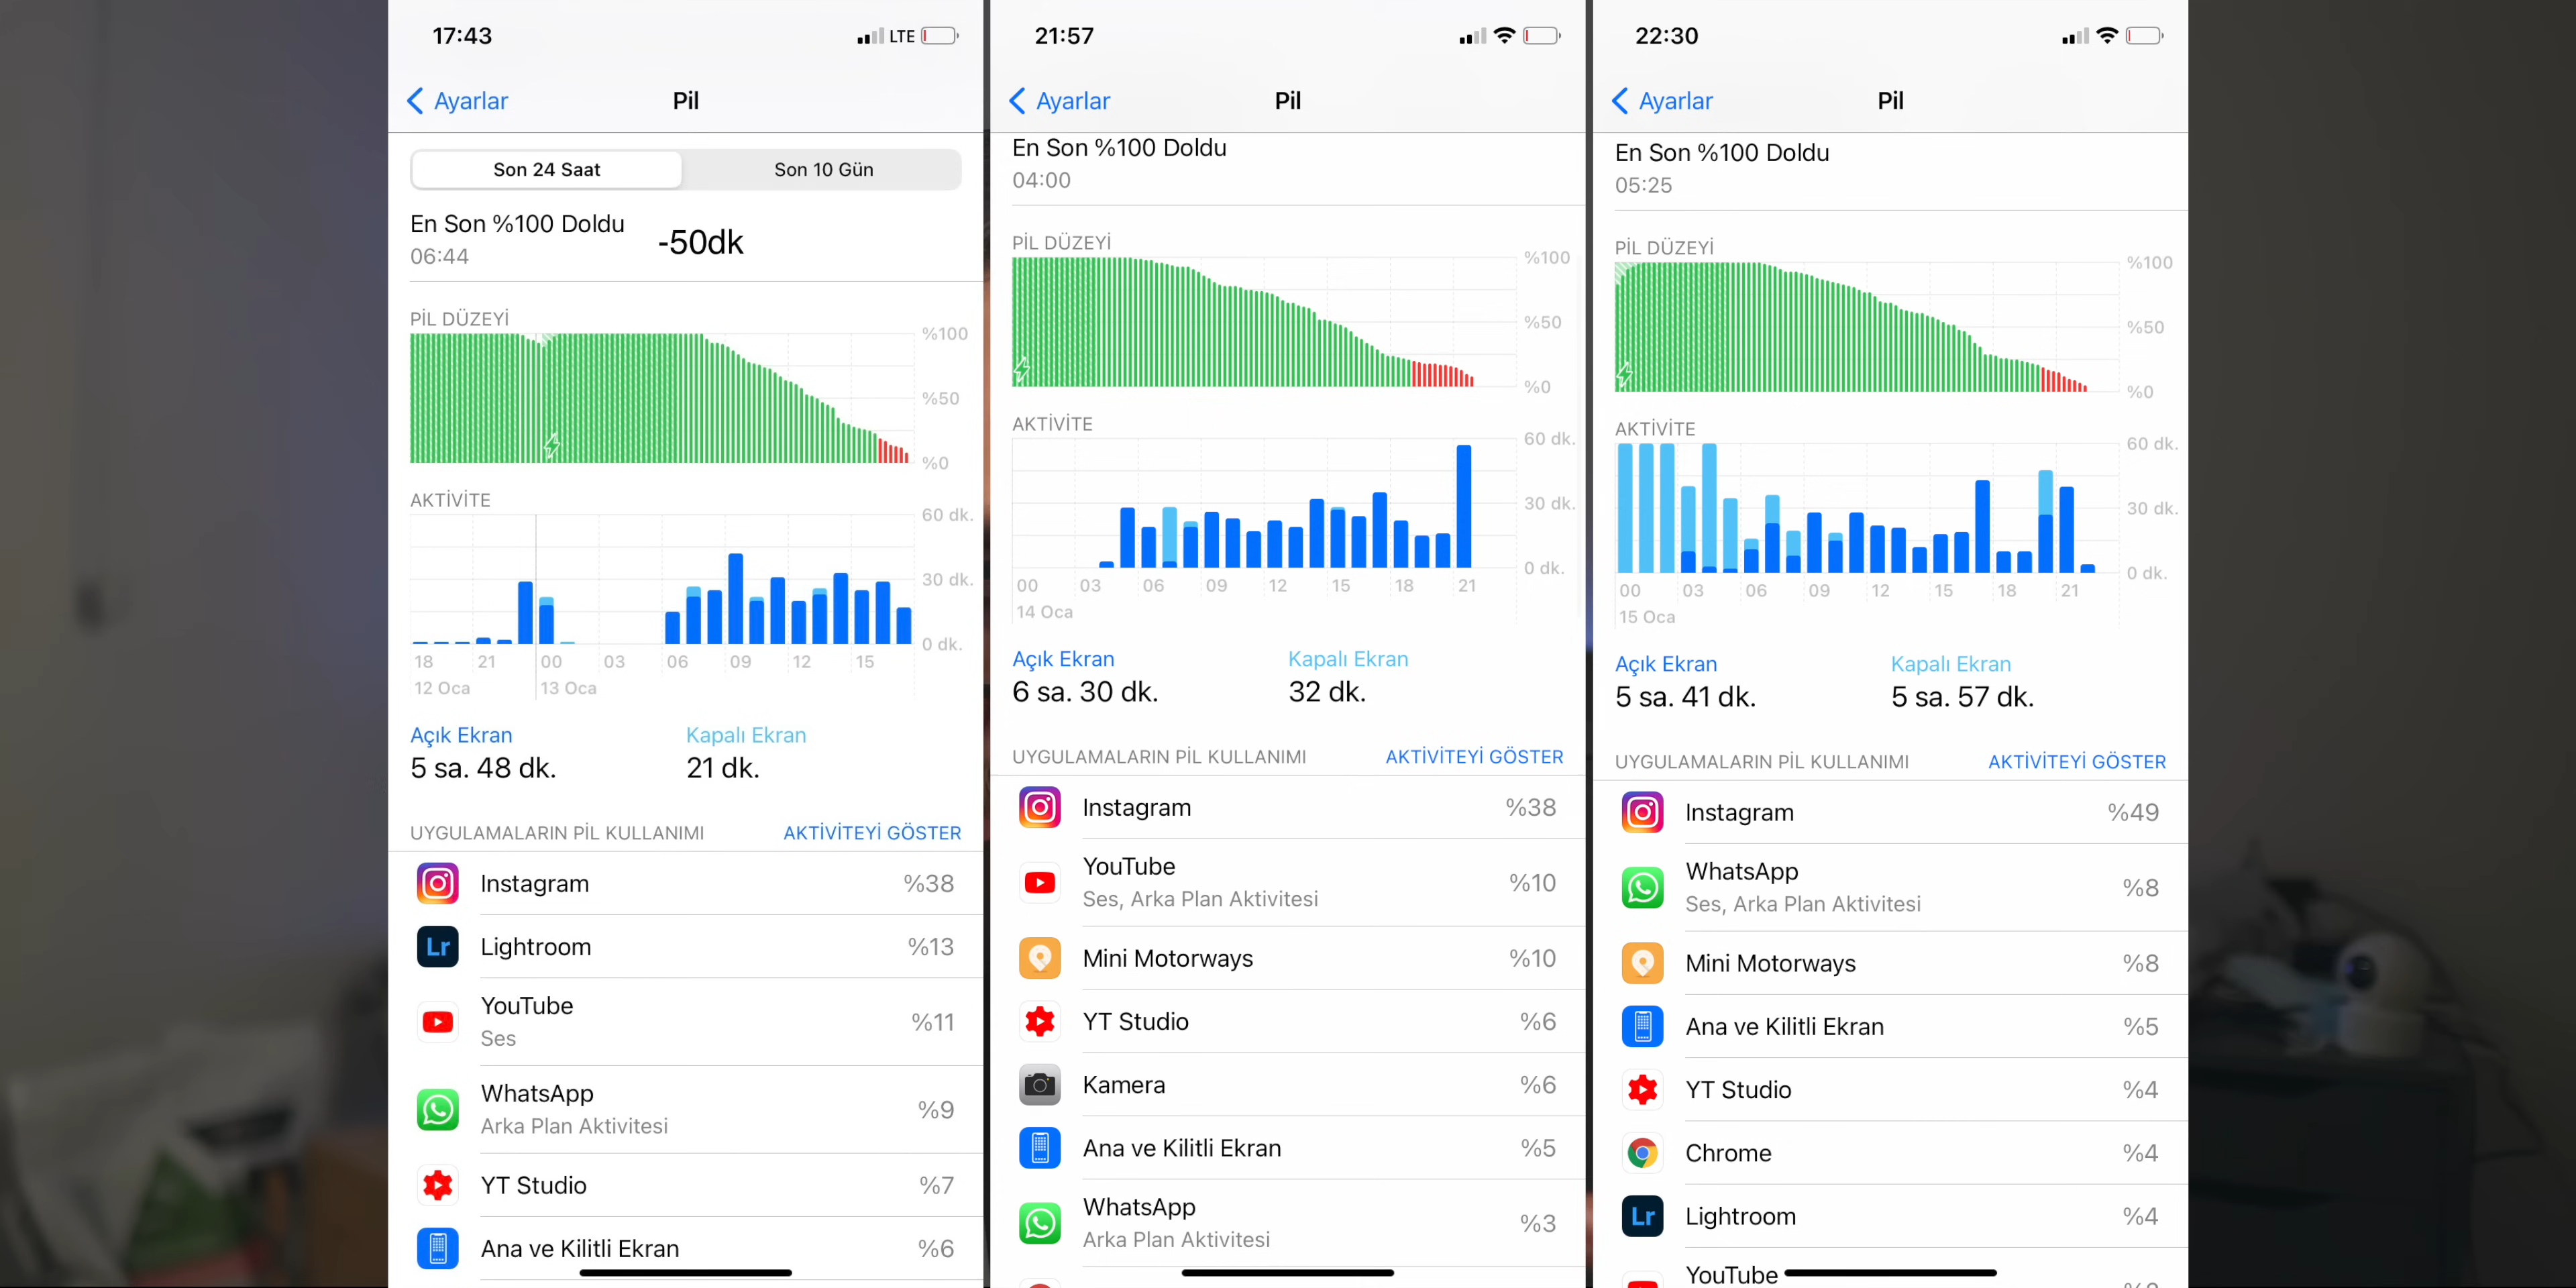 17:43
LTE
Ayarlar
Pil
Son 24 Saat
Son 10 Gün
En Son %100 Doldu
06:44
-50dk
PİL DÜZEYİ
%100
%50
%0
AKTİVİTE
60 dk.
30 dk.
0 dk.
18 21 00 03 06 09 12 15
12 Oca 13 Oca
Açık Ekran
5 sa. 48 dk.
Kapalı Ekran
21 dk.
UYGULAMALARIN PİL KULLANIMI
AKTİVİTEYİ GÖSTER
Instagram %38
Lr
Lightroom %13
YouTube %11
Ses
WhatsApp %9
Arka Plan Aktivitesi
YT Studio %7
Ana ve Kilitli Ekran %6
21:57
Ayarlar
Pil
En Son %100 Doldu
04:00
PİL DÜZEYİ
%100
%50
%0
AKTİVİTE
60 dk.
30 dk.
0 dk.
00 03 06 09 12 15 18 21
14 Oca
Açık Ekran
6 sa. 30 dk.
Kapalı Ekran
32 dk.
UYGULAMALARIN PİL KULLANIMI
AKTİVİTEYİ GÖSTER
Instagram %38
YouTube %10
Ses, Arka Plan Aktivitesi
Mini Motorways %10
YT Studio %6
Kamera %6
Ana ve Kilitli Ekran %5
WhatsApp %3
Arka Plan Aktivitesi
22:30
Ayarlar
Pil
En Son %100 Doldu
05:25
PİL DÜZEYİ
%100
%50
%0
AKTİVİTE
60 dk.
30 dk.
0 dk.
00 03 06 09 12 15 18 21
15 Oca
Açık Ekran
5 sa. 41 dk.
Kapalı Ekran
5 sa. 57 dk.
UYGULAMALARIN PİL KULLANIMI
AKTİVİTEYİ GÖSTER
Instagram %49
WhatsApp %8
Ses, Arka Plan Aktivitesi
Mini Motorways %8
Ana ve Kilitli Ekran %5
YT Studio %4
Chrome %4
Lr
Lightroom %4
YouTube